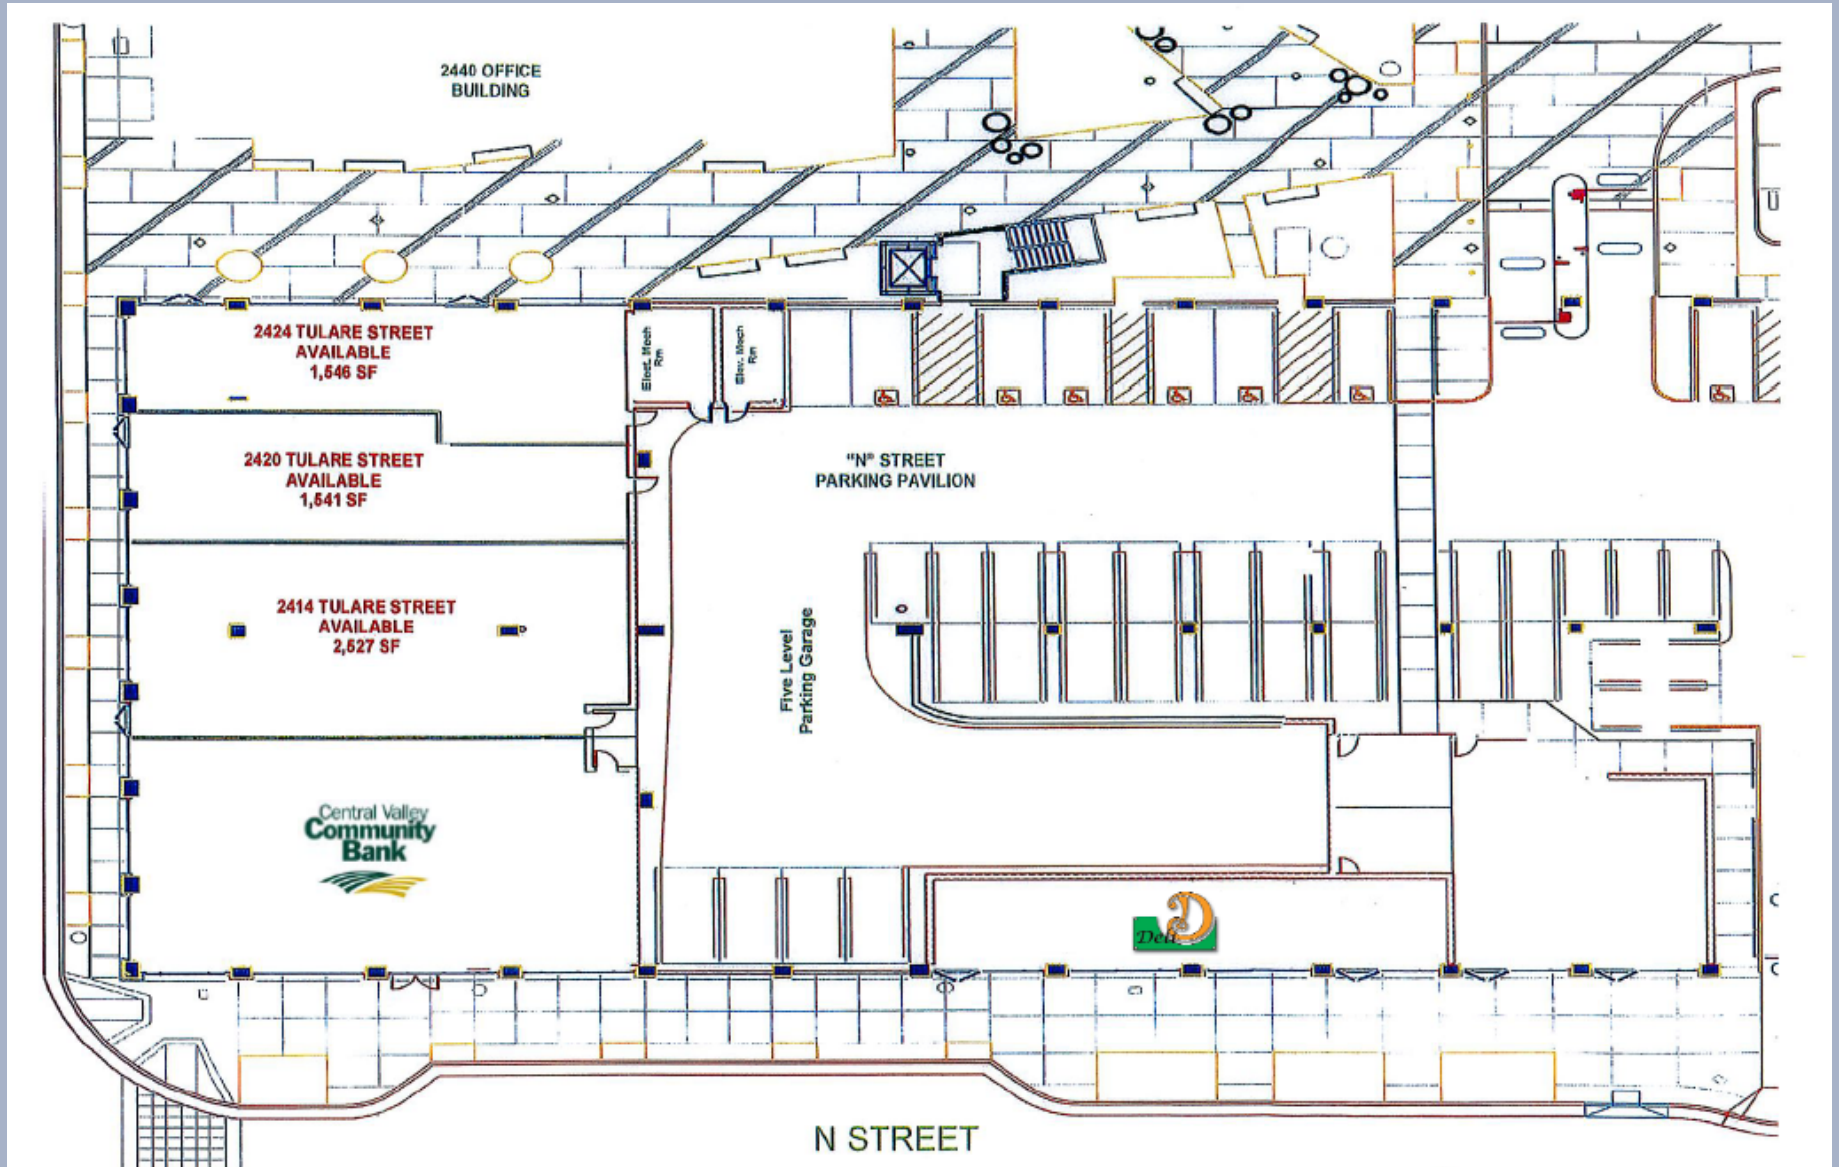 2440 OFFICE
BUILDING
2424 TULARE STREET
AVAILABLE
1,546 SF
Elect. Mech
Rm
Elev. Mech
Rm
2420 TULARE STREET
AVAILABLE
1,541 SF
"N" STREET
PARKING PAVILION
2414 TULARE STREET
AVAILABLE
2,527 SF
Five Level
Parking Garage
Central Valley
Community
Bank
D
Deli
N STREET